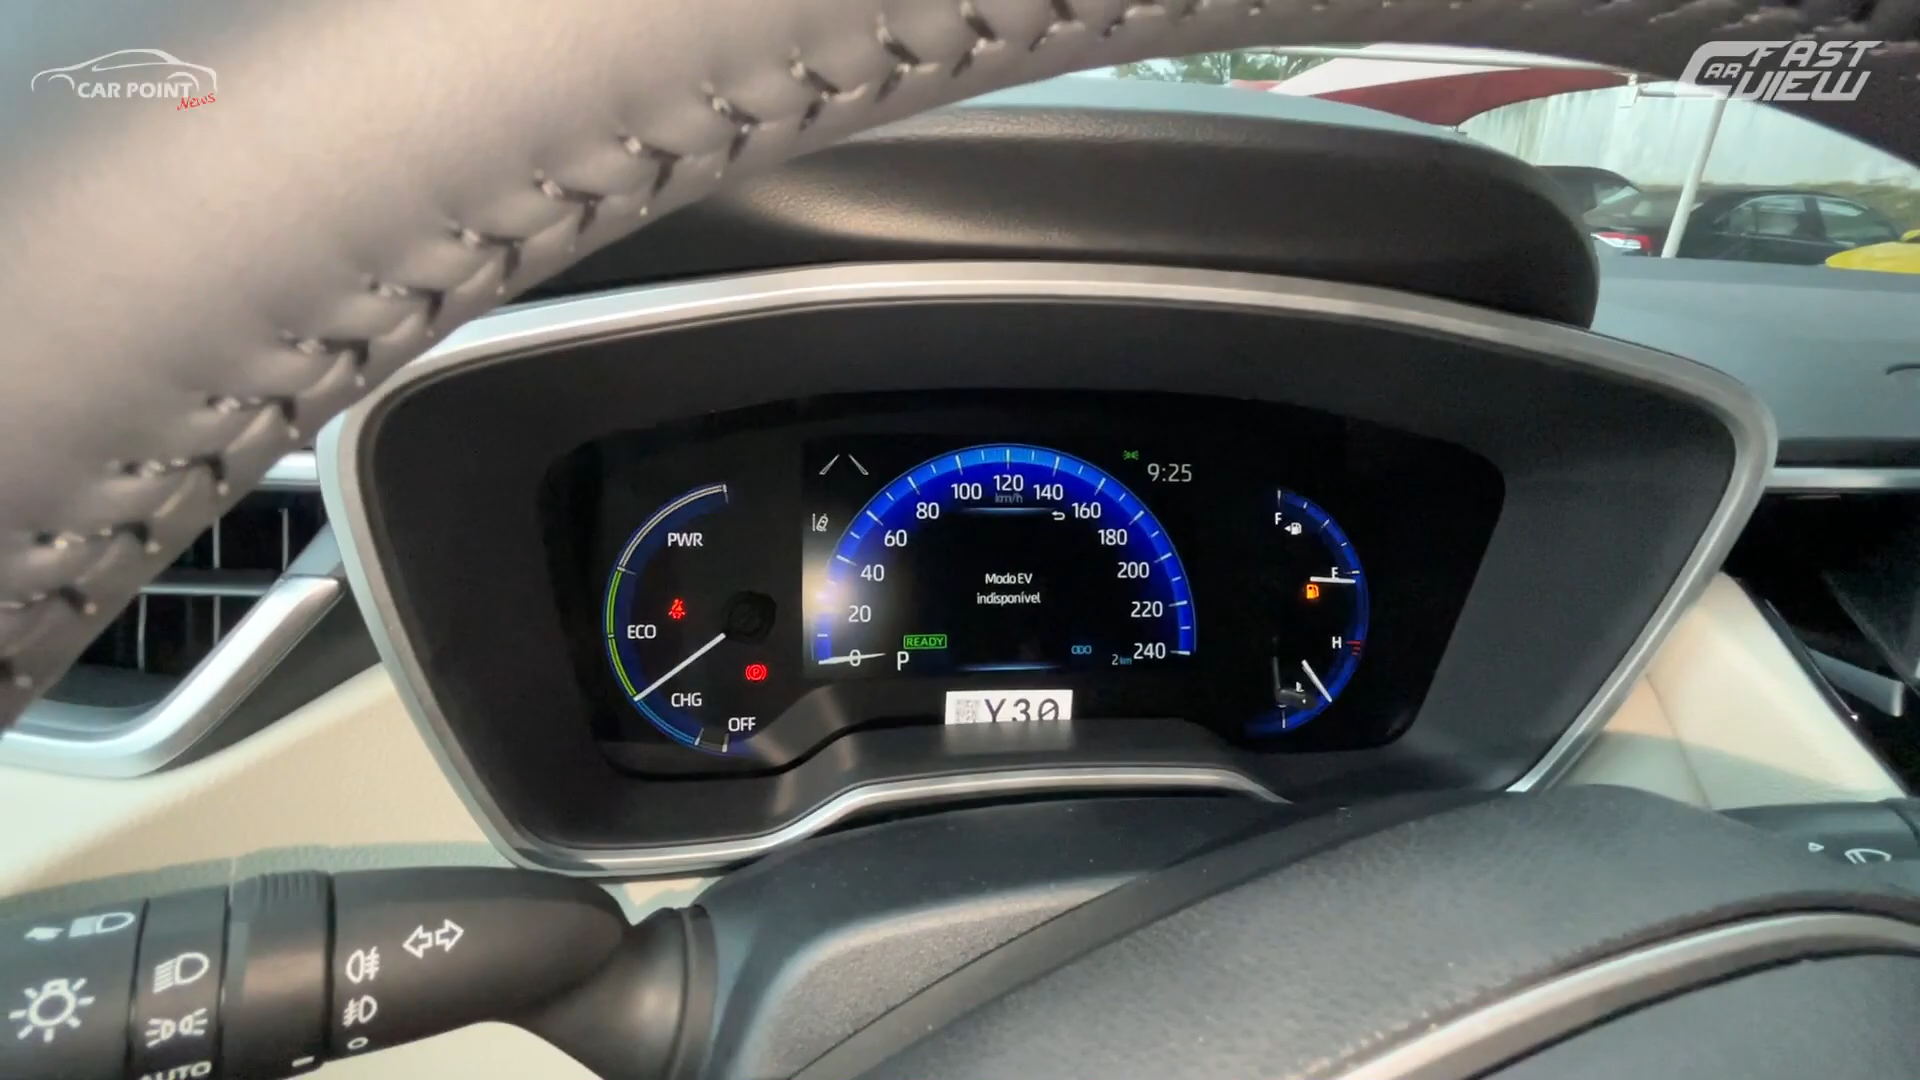 CAR POINT
News
FAST
CAR VIEW
9:25
PWR
ECO
CHG
OFF
0
20
40
60
80
100
120
140
160
180
200
220
240
km/h
Modo EV
indisponível
READY
P
ODO
2 km
F
E
H
Y30
AUTO